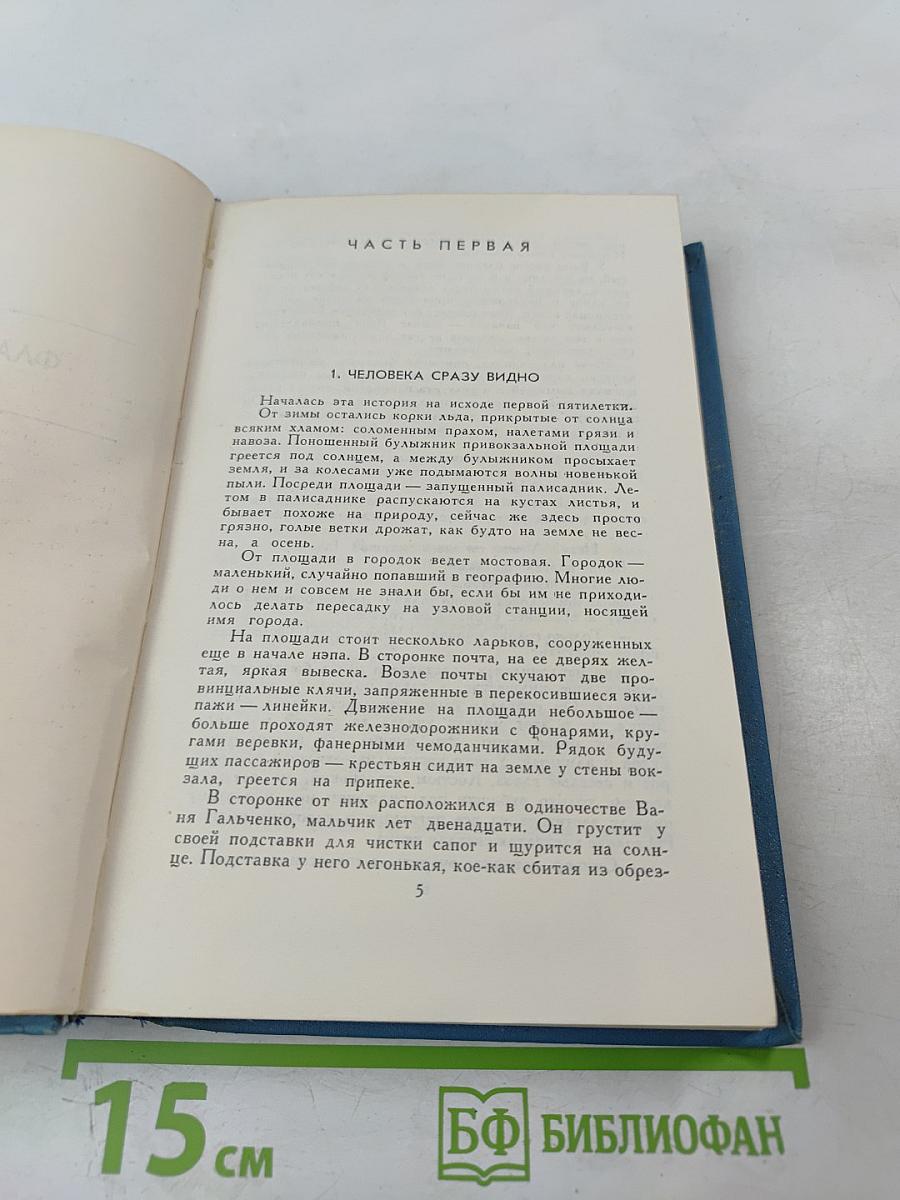 ЧАСТЬ ПЕРВАЯ
1. ЧЕЛОВЕКА СРАЗУ ВИДНО
Началась эта история на исходе первой пятилетки.
От зимы остались корки льда, прикрытые от солнца
всяким хламом: соломенным прахом, налетами грязи и
навоза. Поношенный булыжник привокзальной площади
греется под солнцем, а между булыжником просыхает
земля, и за колесами уже подымаются волны новенькой
пыли. Посреди площади — запущенный палисадник. Ле-
том в палисаднике распускаются на кустах листья, и
бывает похоже на природу, сейчас же здесь просто
грязно, голые ветки дрожат, как будто на земле не вес-
на, а осень.
От площади в городок ведет мостовая. Городок —
маленький, случайно попавший в географию. Многие лю-
ди о нем и совсем не знали бы, если бы им не приходи-
лось делать пересадку на узловой станции, носящей
имя города.
На площади стоит несколько ларьков, сооруженных
еще в начале нэпа. В сторонке почта, на ее дверях жел-
тая, яркая вывеска. Возле почты скучают две про-
винциальные клячи, запряженные в перекосившиеся эки-
пажи — линейки. Движение на площади небольшое —
больше проходят железнодорожники с фонарями, кру-
гами веревки, фанерными чемоданчиками. Рядок буду-
щих пассажиров — крестьян сидит на земле у стены вок-
зала, греется на припеке.
В сторонке от них расположился в одиночестве Ва-
ня Гальченко, мальчик лет двенадцати. Он грустит у
своей подставки для чистки сапог и щурится на солн-
це. Подставка у него легонькая, кое-как сбитая из обрез-
5
15 см
БФ БИБЛИОФАН